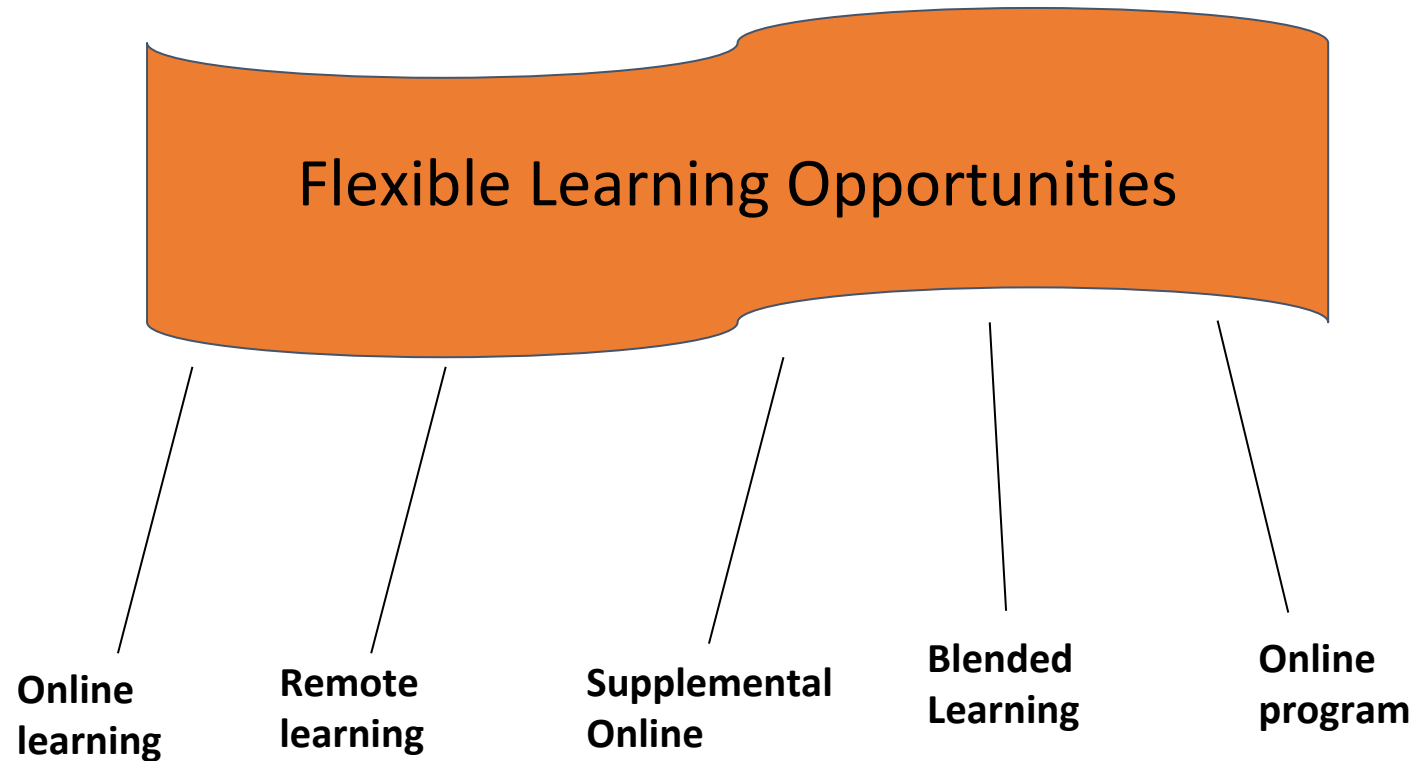 Flexible Learning Opportunities
Online
learning
Remote
learning
Supplemental
Online
Blended
Learning
Online
program